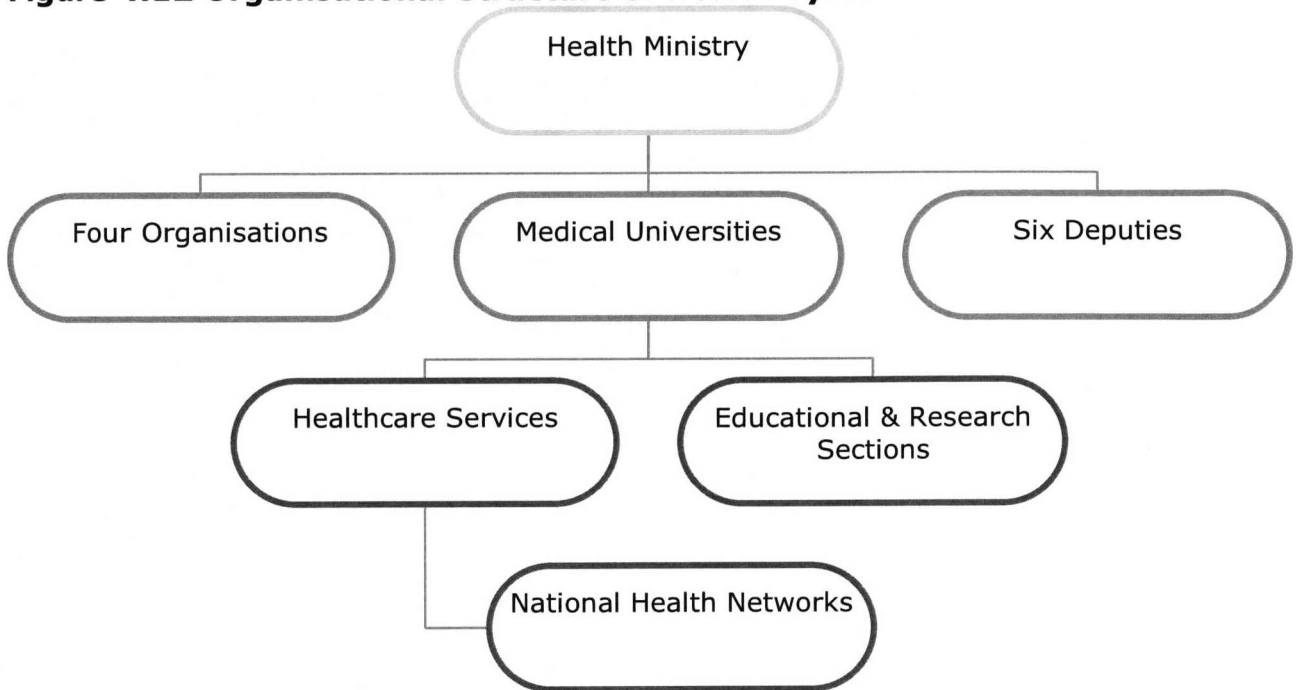 Health Ministry
Four Organisations
Medical Universities
Six Deputies
Healthcare Services
Educational & Research
Sections
National Health Networks